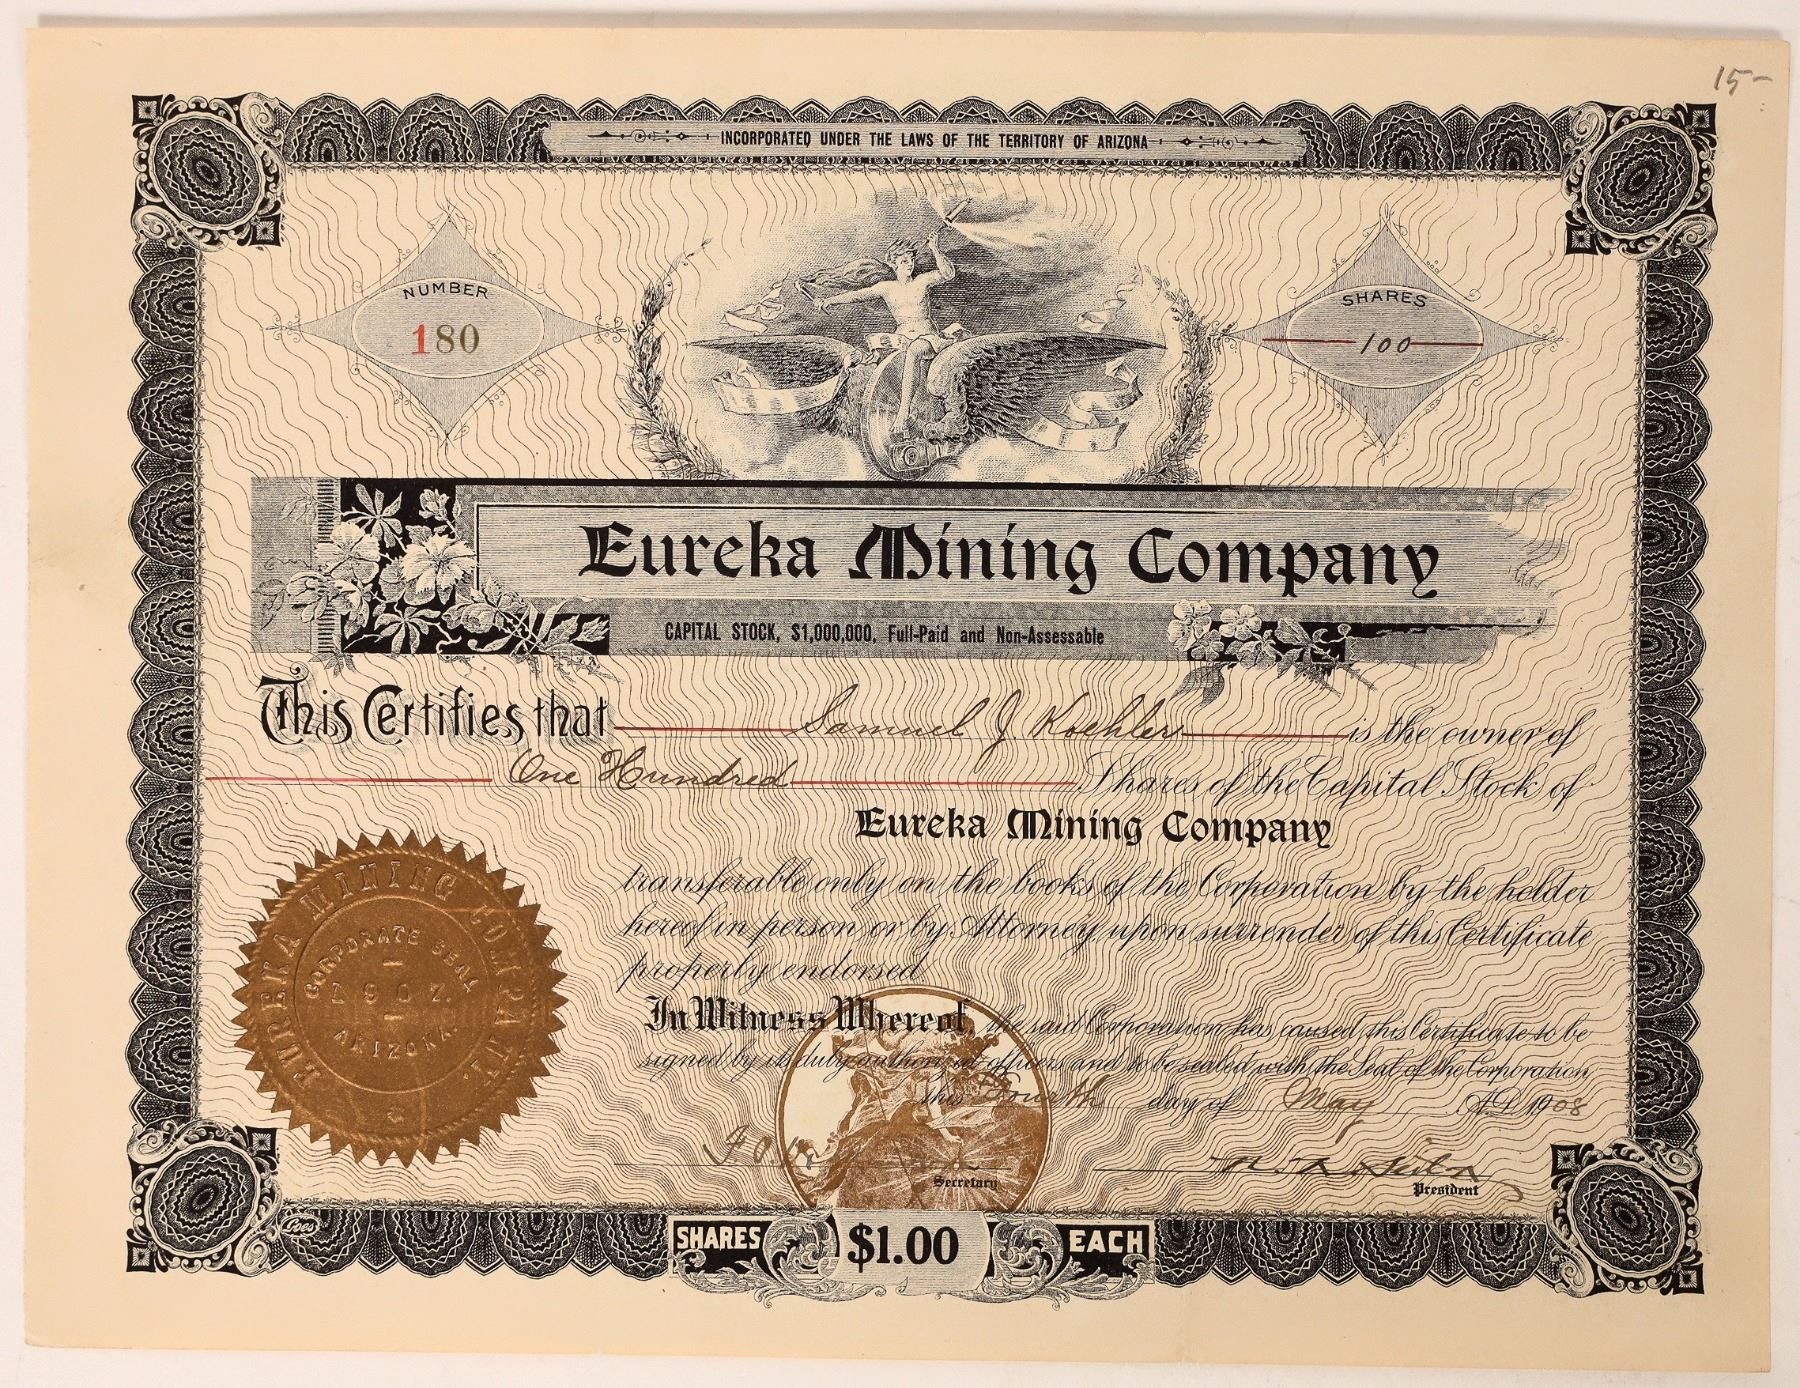 15-
INCORPORATED UNDER THE LAWS OF THE TERRITORY OF ARIZONA
NUMBER
180
SHARES
100
Eureka Mining Company
CAPITAL STOCK, $1,000,000, Full-Paid and Non-Assessable
This Certifies that Samuel J Koehler is the owner of
One Hundred Shares of the Capital Stock of
Eureka Mining Company
transferable only on the books of the Corporation by the holder
hereof in person or by Attorney upon surrender of this Certificate
properly endorsed
In Witness Whereof, the said Corporation has caused this Certificate to be
signed by its duly authorized officers and to be sealed with the Seal of the Corporation
this Fourth day of May A.D. 1908
Secretary
President
EUREKA MINING COMPANY.
CORPORATE SEAL
1907.
ARIZONA
Goes
SHARES $1.00 EACH